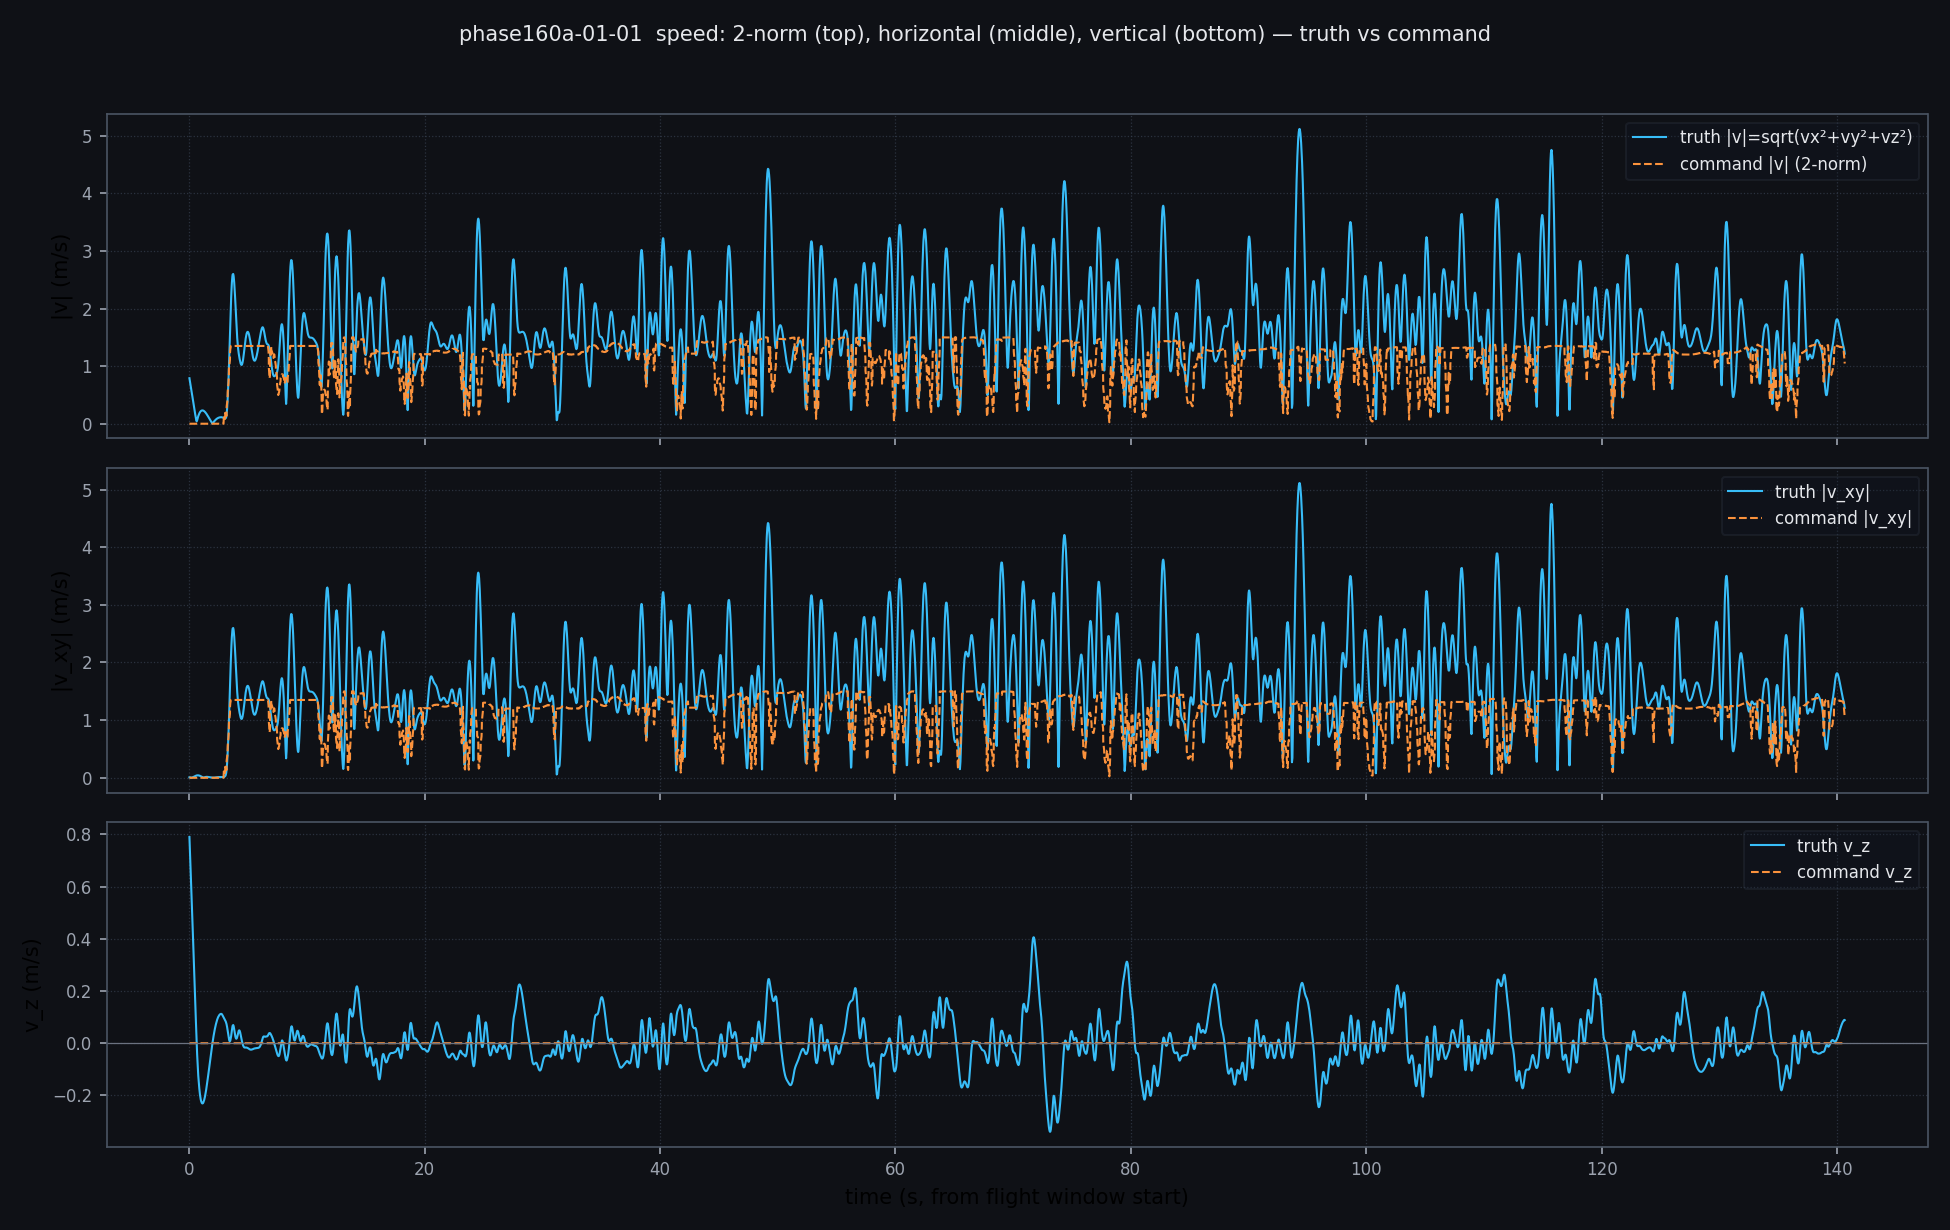 phase160a-01-01  speed: 2-norm (top), horizontal (middle), vertical (bottom) — truth vs command
|v| (m/s)
5
4
3
2
1
0
truth |v|=sqrt(vx²+vy²+vz²)
command |v| (2-norm)
|v_xy| (m/s)
5
4
3
2
1
0
truth |v_xy|
command |v_xy|
v_z (m/s)
0.8
0.6
0.4
0.2
0.0
−0.2
truth v_z
command v_z
0 20 40 60 80 100 120 140
time (s, from flight window start)